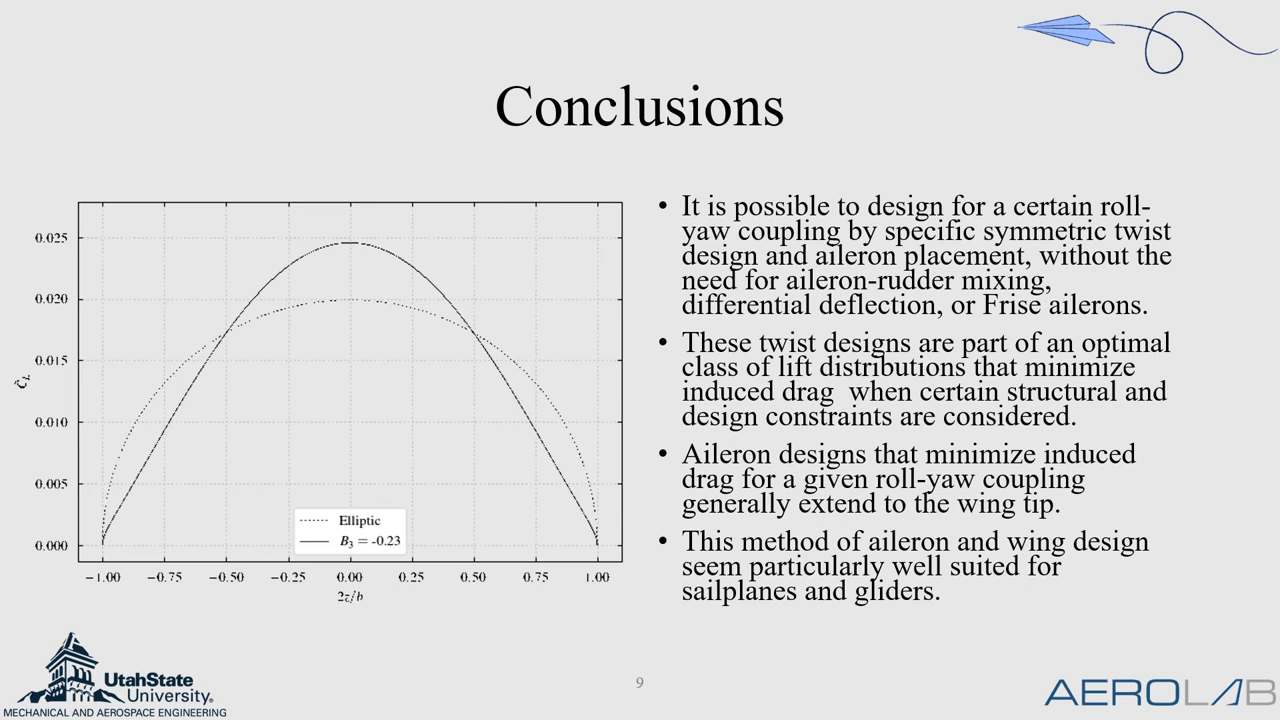 Conclusions
0.025
0.020
0.015
0.010
0.005
0.000
C̃L
Elliptic
B3 = -0.23
−1.00 −0.75 −0.50 −0.25 0.00 0.25 0.50 0.75 1.00
2z/b
• It is possible to design for a certain roll-
yaw coupling by specific symmetric twist
design and aileron placement, without the
need for aileron-rudder mixing,
differential deflection, or Frise ailerons.
• These twist designs are part of an optimal
class of lift distributions that minimize
induced drag  when certain structural and
design constraints are considered.
• Aileron designs that minimize induced
drag for a given roll-yaw coupling
generally extend to the wing tip.
• This method of aileron and wing design
seem particularly well suited for
sailplanes and gliders.
UtahState
University®
MECHANICAL AND AEROSPACE ENGINEERING
9
AEROLAB